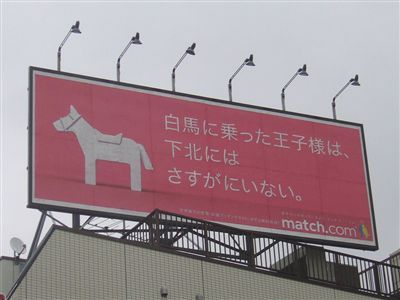 白馬に乗った王子様は、
下北には
さすがにいない。
match.com